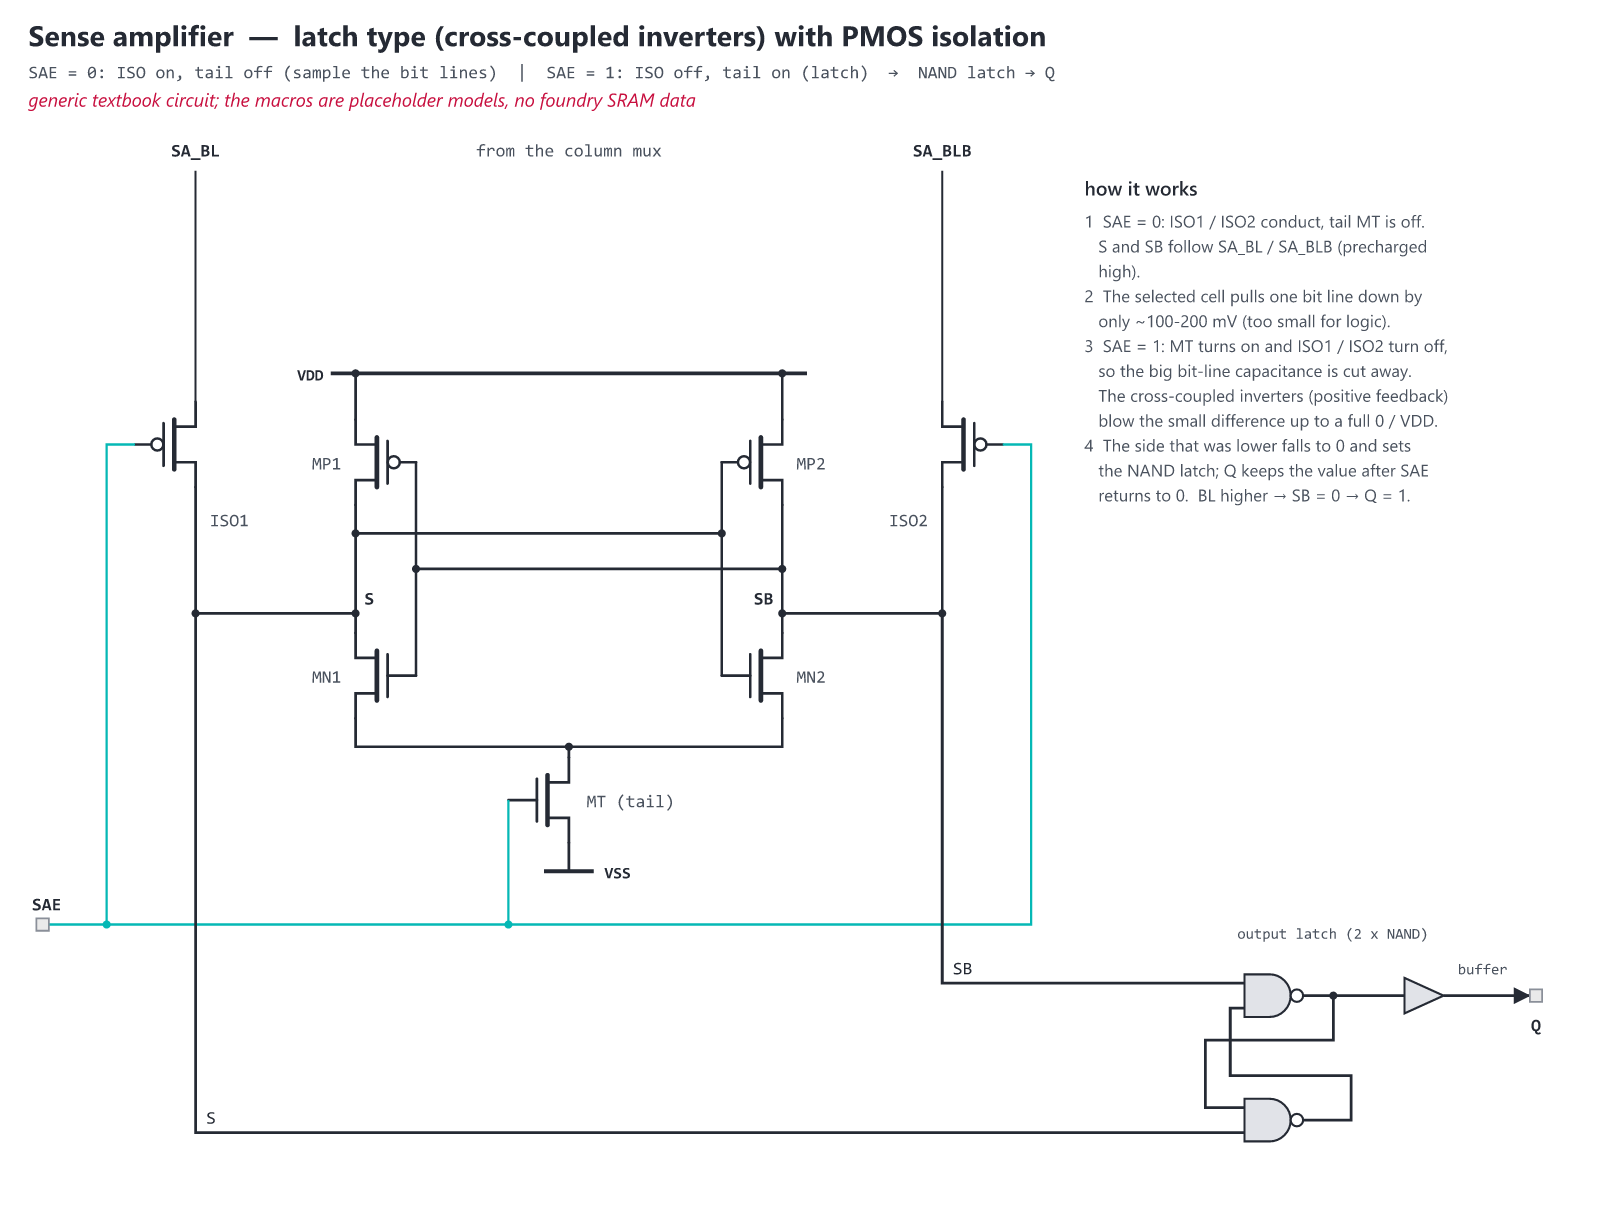 Sense amplifier — latch type (cross-coupled inverters) with PMOS isolation
SAE = 0: ISO on, tail off (sample the bit lines) | SAE = 1: ISO off, tail on (latch) → NAND latch → Q
generic textbook circuit; the macros are placeholder models, no foundry SRAM data
SA_BL
from the column mux
SA_BLB
how it works
1 SAE = 0: ISO1 / ISO2 conduct, tail MT is off.
S and SB follow SA_BL / SA_BLB (precharged
high).
2 The selected cell pulls one bit line down by
only ~100-200 mV (too small for logic).
3 SAE = 1: MT turns on and ISO1 / ISO2 turn off,
so the big bit-line capacitance is cut away.
The cross-coupled inverters (positive feedback)
blow the small difference up to a full 0 / VDD.
4 The side that was lower falls to 0 and sets
the NAND latch; Q keeps the value after SAE
returns to 0. BL higher → SB = 0 → Q = 1.
VDD
MP1
MP2
ISO1
ISO2
S
SB
MN1
MN2
MT (tail)
VSS
SAE
output latch (2 x NAND)
SB
buffer
Q
S